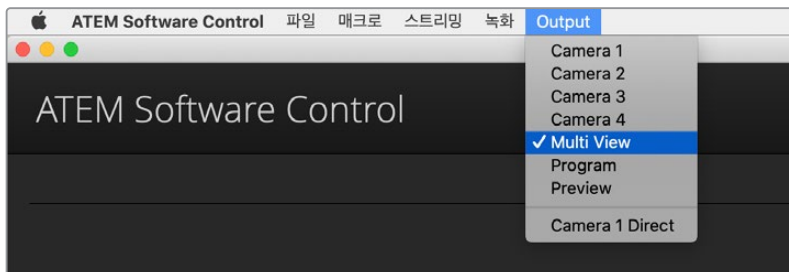 ATEM Software Control 파일 매크로 스트리밍 녹화 Output
Camera 1
Camera 2
Camera 3
Camera 4
✓ Multi View
Program
Preview
Camera 1 Direct
ATEM Software Control